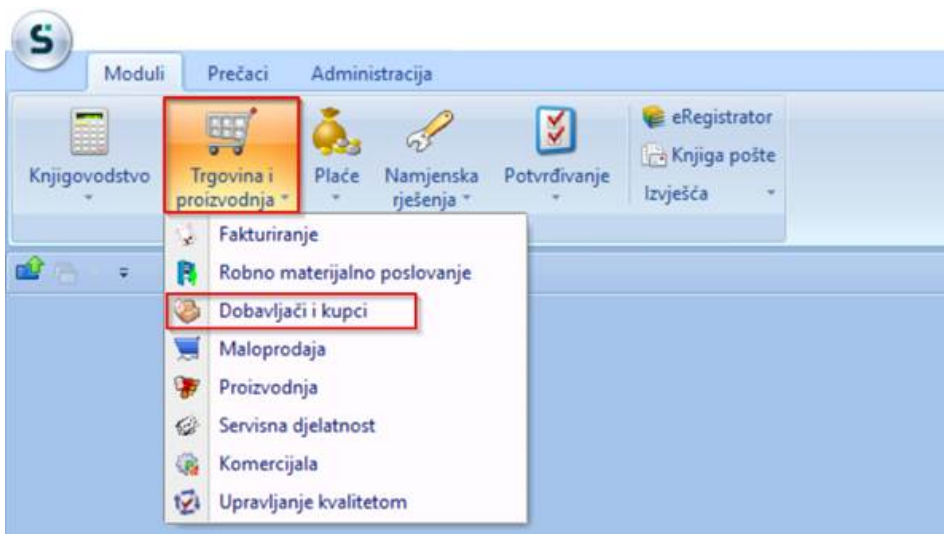 S
Moduli Prečaci Administracija
Knjigovodstvo
Trgovina i
proizvodnja
Plaće
Namjenska
rješenja
Potvrđivanje
eRegistrator
Knjiga pošte
Izvješća
Fakturiranje
Robno materijalno poslovanje
Dobavljači i kupci
Maloprodaja
Proizvodnja
Servisna djelatnost
Komercijala
Upravljanje kvalitetom